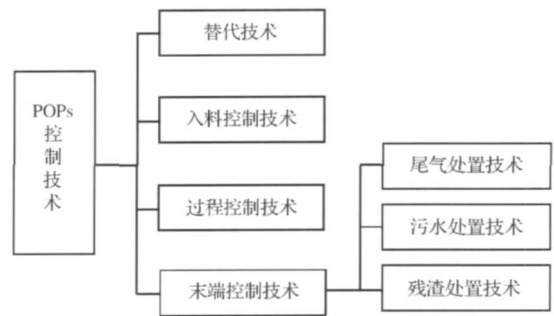 POPs
控
制
技
术
替代技术
入料控制技术
过程控制技术
末端控制技术
尾气处置技术
污水处置技术
残渣处置技术